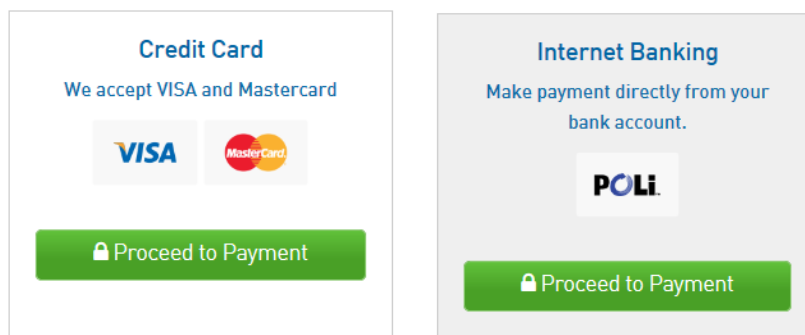 Credit Card
We accept VISA and Mastercard
VISA
MasterCard.
Proceed to Payment
Internet Banking
Make payment directly from your
bank account.
POLi.
Proceed to Payment